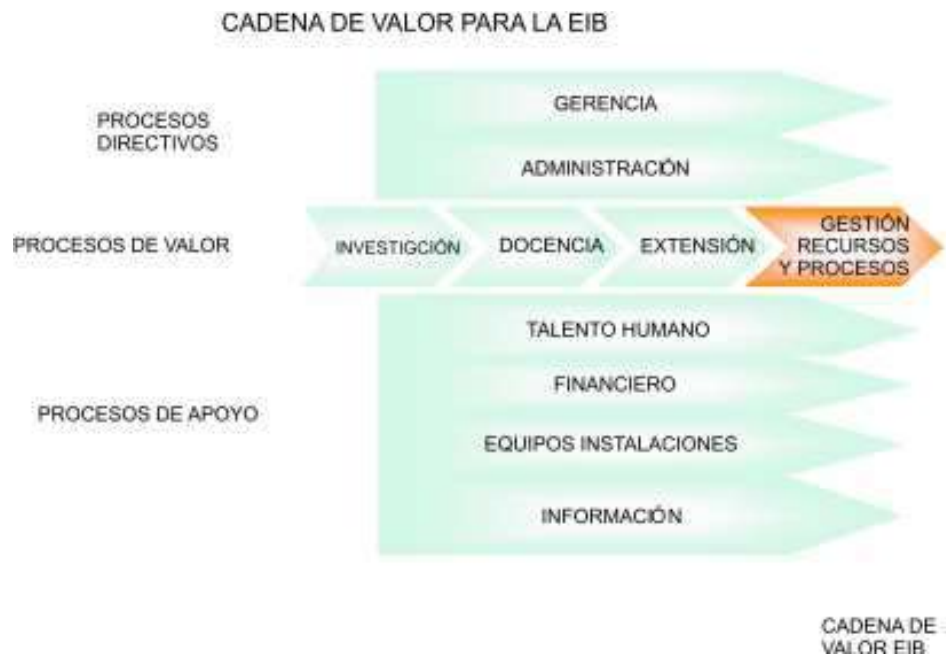 CADENA DE VALOR PARA LA EIB
PROCESOS
DIRECTIVOS
GERENCIA
ADMINISTRACIÓN
PROCESOS DE VALOR
INVESTIGCIÓN
DOCENCIA
EXTENSIÓN
GESTIÓN
RECURSOS
Y PROCESOS
PROCESOS DE APOYO
TALENTO HUMANO
FINANCIERO
EQUIPOS INSTALACIONES
INFORMACIÓN
CADENA DE
VALOR EIB